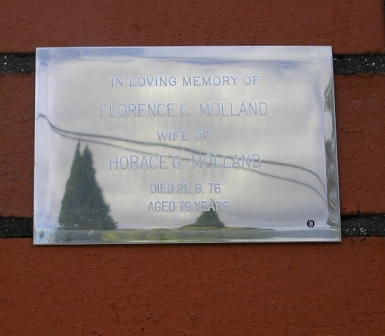 IN LOVING MEMORY OF
FLORENCE C. MOLLAND
WIFE OF
HORACE G. MOLLAND
DIED 21. 9. 76
AGED 79 YEARS